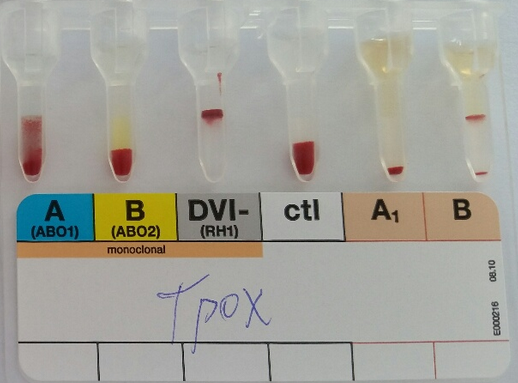 A B DVI- ctl A₁ B
(ABO1) (ABO2) (RH1)
monoclonal
Tpox
E000216 08.10